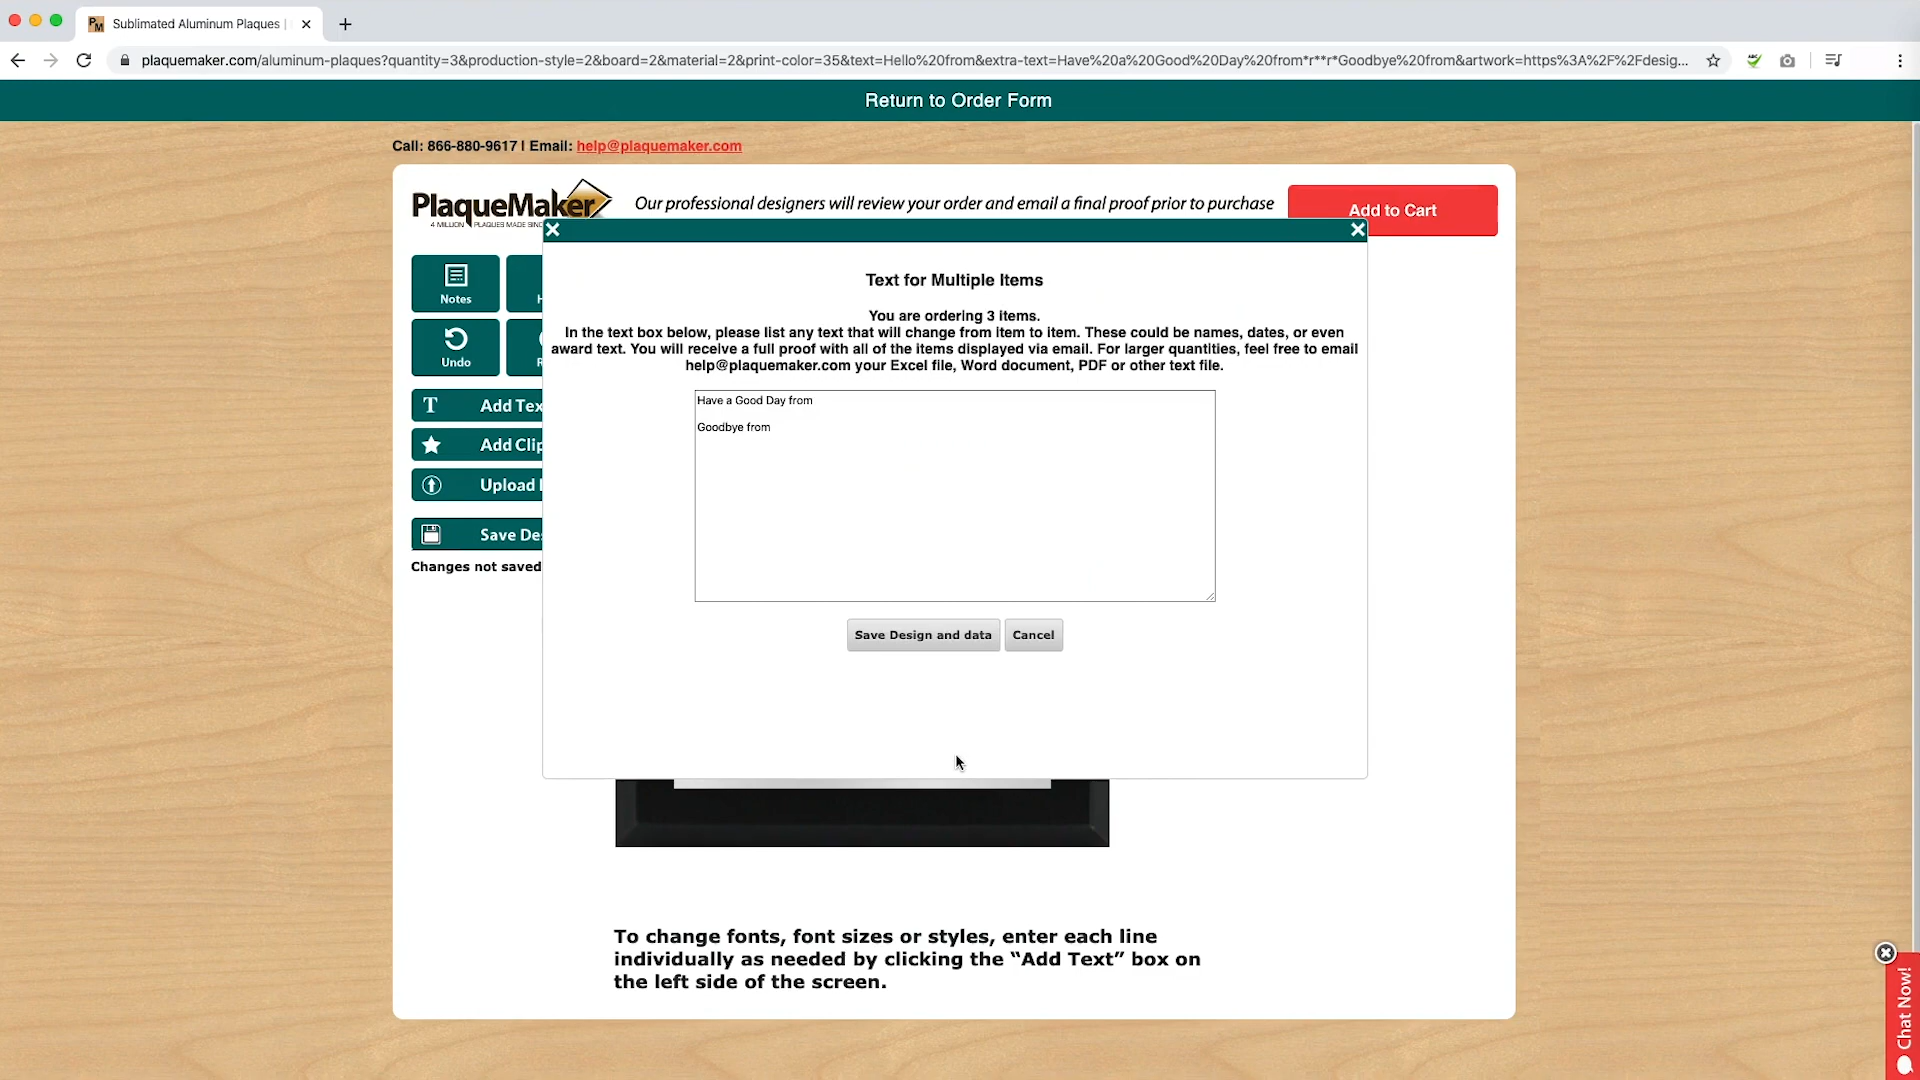 Sublimated Aluminum Plaques |
plaquemaker.com/aluminum-plaques?quantity=3&production-style=2&board=2&material=2&print-color=35&text=Hello%20from&extra-text=Have%20a%20Good%20Day%20from*r**r*Goodbye%20from&artwork=https%3A%2F%2Fdesig...
Return to Order Form
Call: 866-880-9617 | Email: help@plaquemaker.com
PlaqueMaker
4 MILLION PLAQUES MADE SINC
Our professional designers will review your order and email a final proof prior to purchase
Add to Cart
Notes
Undo
Add Tex
Add Clip
Upload
Save De
Changes not saved
Text for Multiple Items
You are ordering 3 items.
In the text box below, please list any text that will change from item to item. These could be names, dates, or even
award text. You will receive a full proof with all of the items displayed via email. For larger quantities, feel free to email
help@plaquemaker.com your Excel file, Word document, PDF or other text file.
Have a Good Day from
Goodbye from
Save Design and data
Cancel
To change fonts, font sizes or styles, enter each line
individually as needed by clicking the “Add Text” box on
the left side of the screen.
Chat Now!